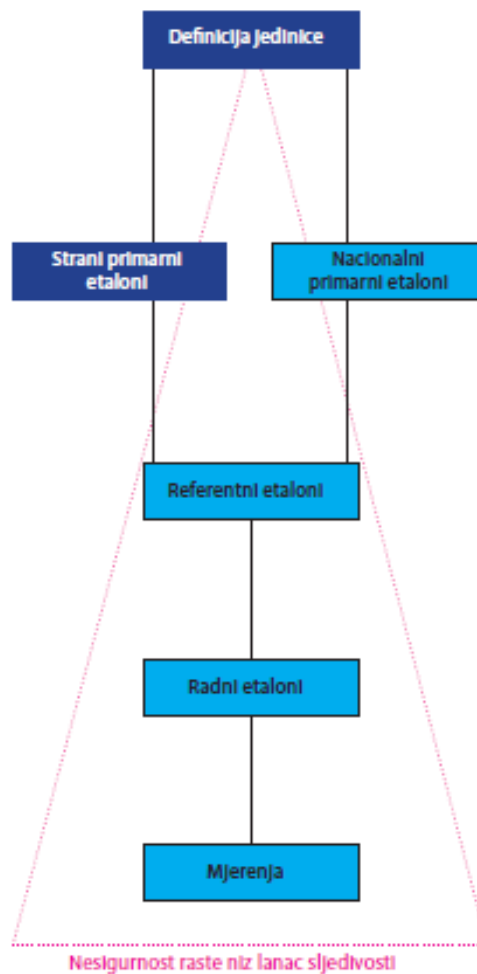 Definicija jedinice
Strani primarni
etaloni
Nacionalni
primarni etaloni
Referentni etaloni
Radni etaloni
Mjerenja
Nesigurnost raste niz lanac sljedivosti